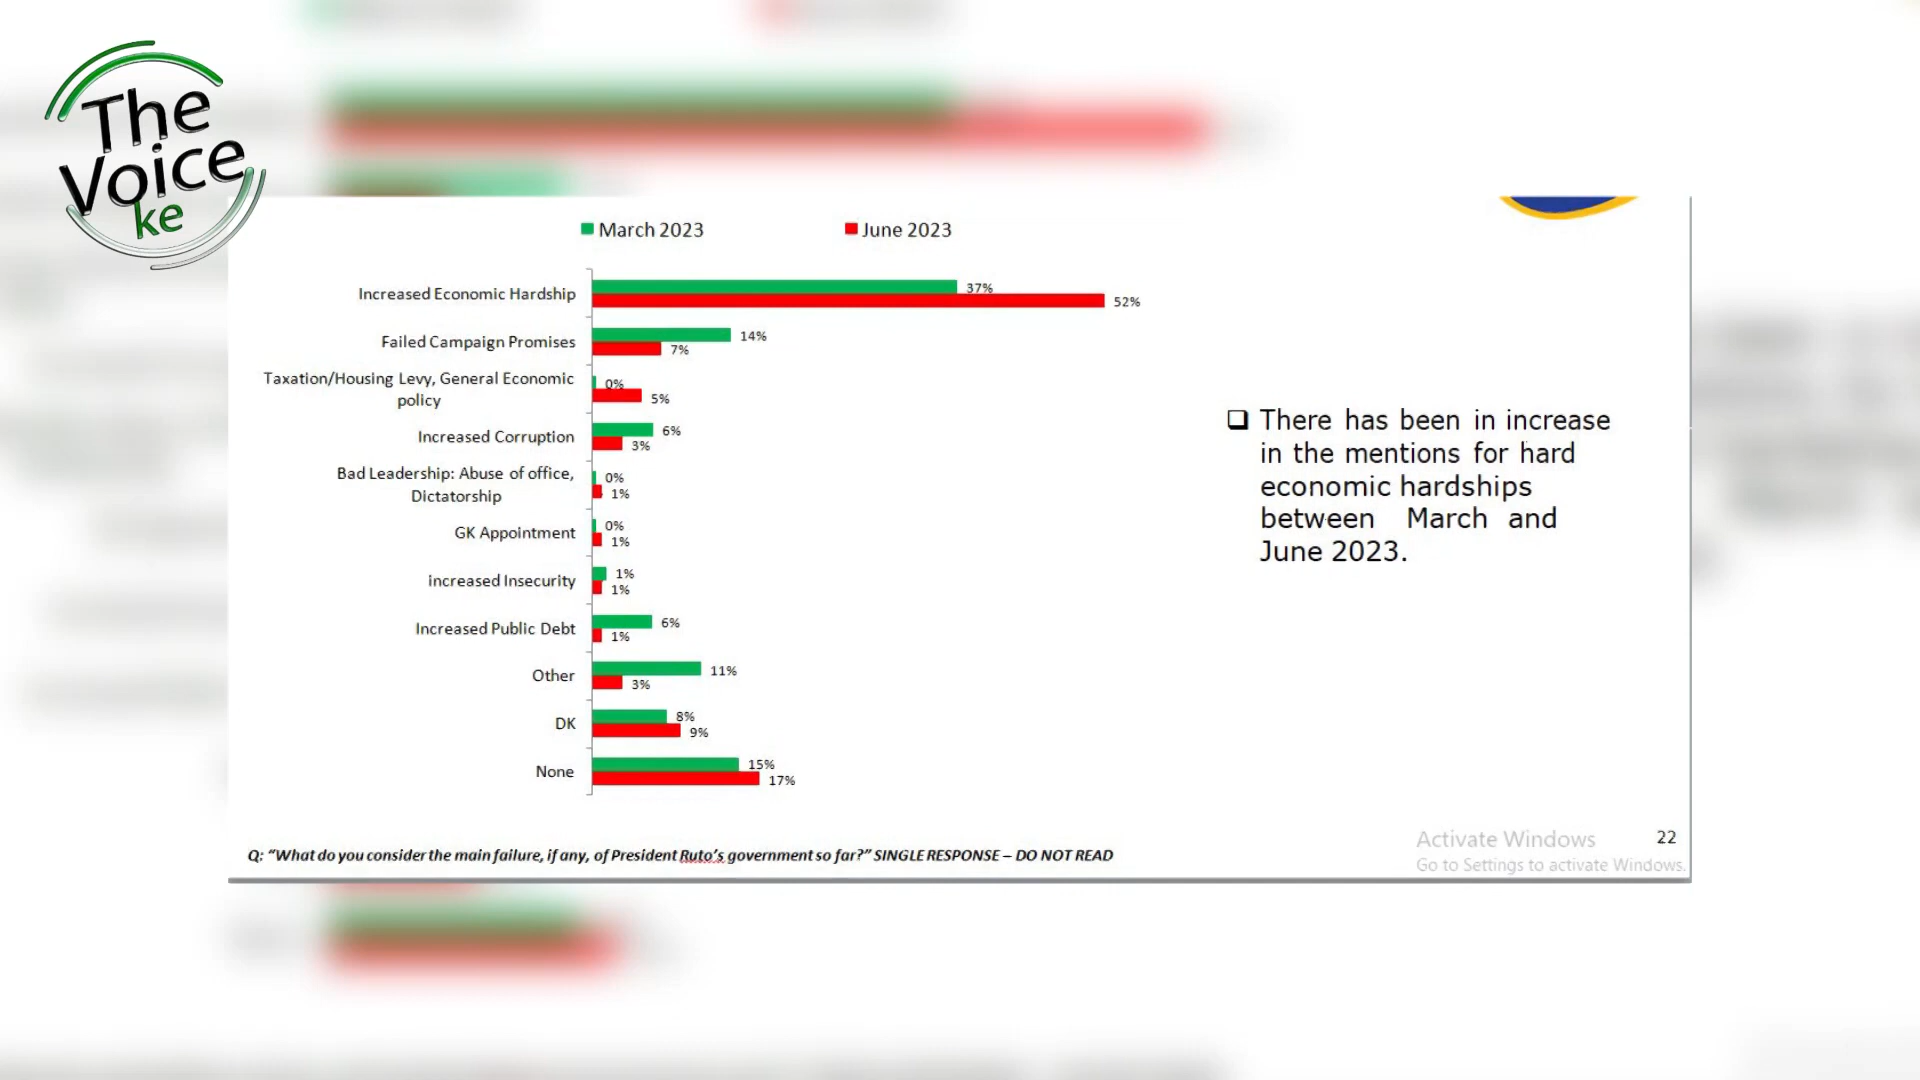 The
Voice
ke
March 2023
June 2023
Increased Economic Hardship
37%
52%
Failed Campaign Promises
14%
7%
Taxation/Housing Levy, General Economic
policy
0%
5%
Increased Corruption
6%
3%
Bad Leadership: Abuse of office,
Dictatorship
0%
1%
GK Appointment
0%
1%
increased Insecurity
1%
1%
Increased Public Debt
6%
1%
Other
11%
3%
DK
8%
9%
None
15%
17%
❑ There has been in increase
in the mentions for hard
economic hardships
between March and
June 2023.
Q: “What do you consider the main failure, if any, of President Ruto’s government so far?” SINGLE RESPONSE – DO NOT READ
Activate Windows
Go to Settings to activate Windows.
22